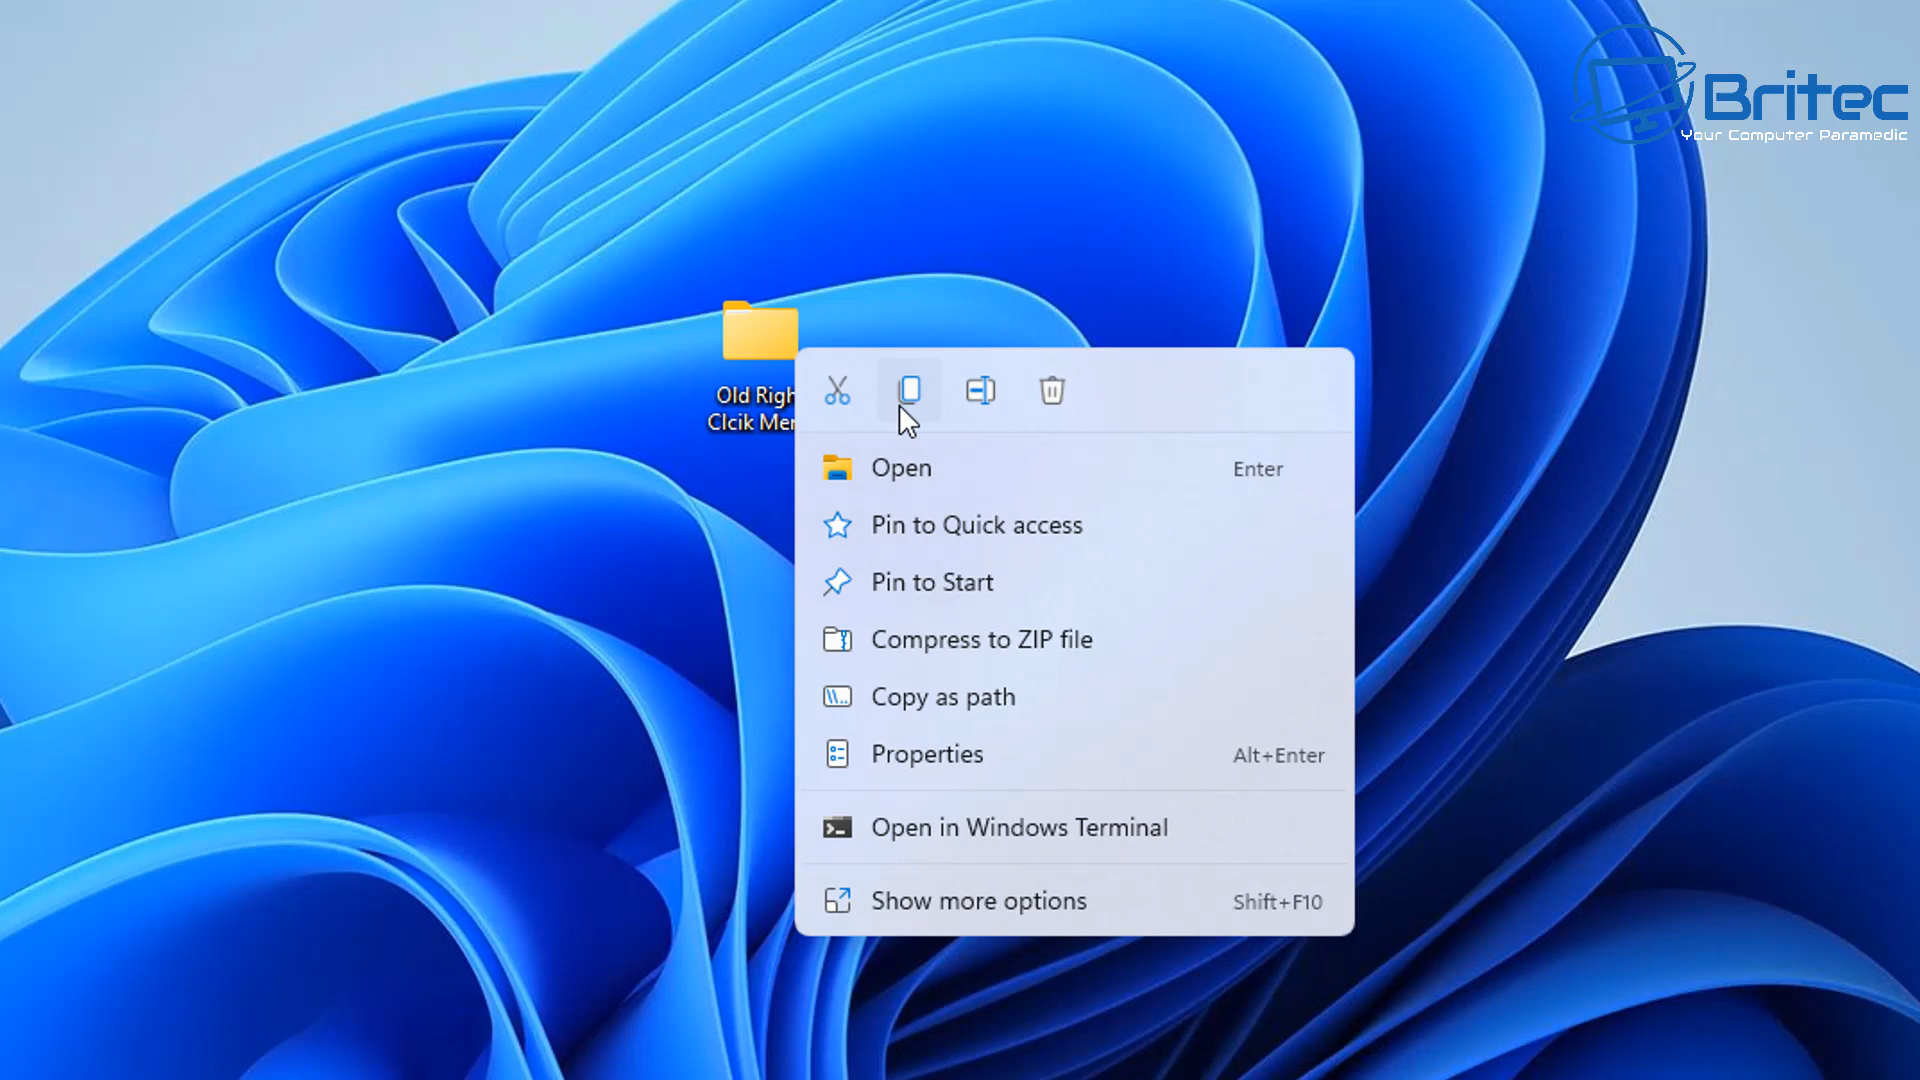 Britec
Your Computer Paramedic
Old Righ
Clcik Men
Open Enter
Pin to Quick access
Pin to Start
Compress to ZIP file
Copy as path
Properties Alt+Enter
Open in Windows Terminal
Show more options Shift+F10